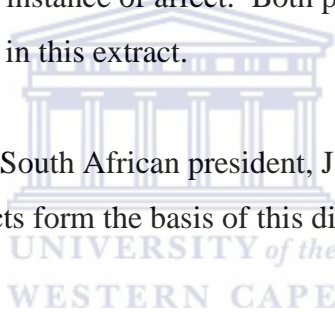 instance of affect. Both p
in this extract.
South African president, J
cts form the basis of this di
UNIVERSITY of the
WESTERN CAPE